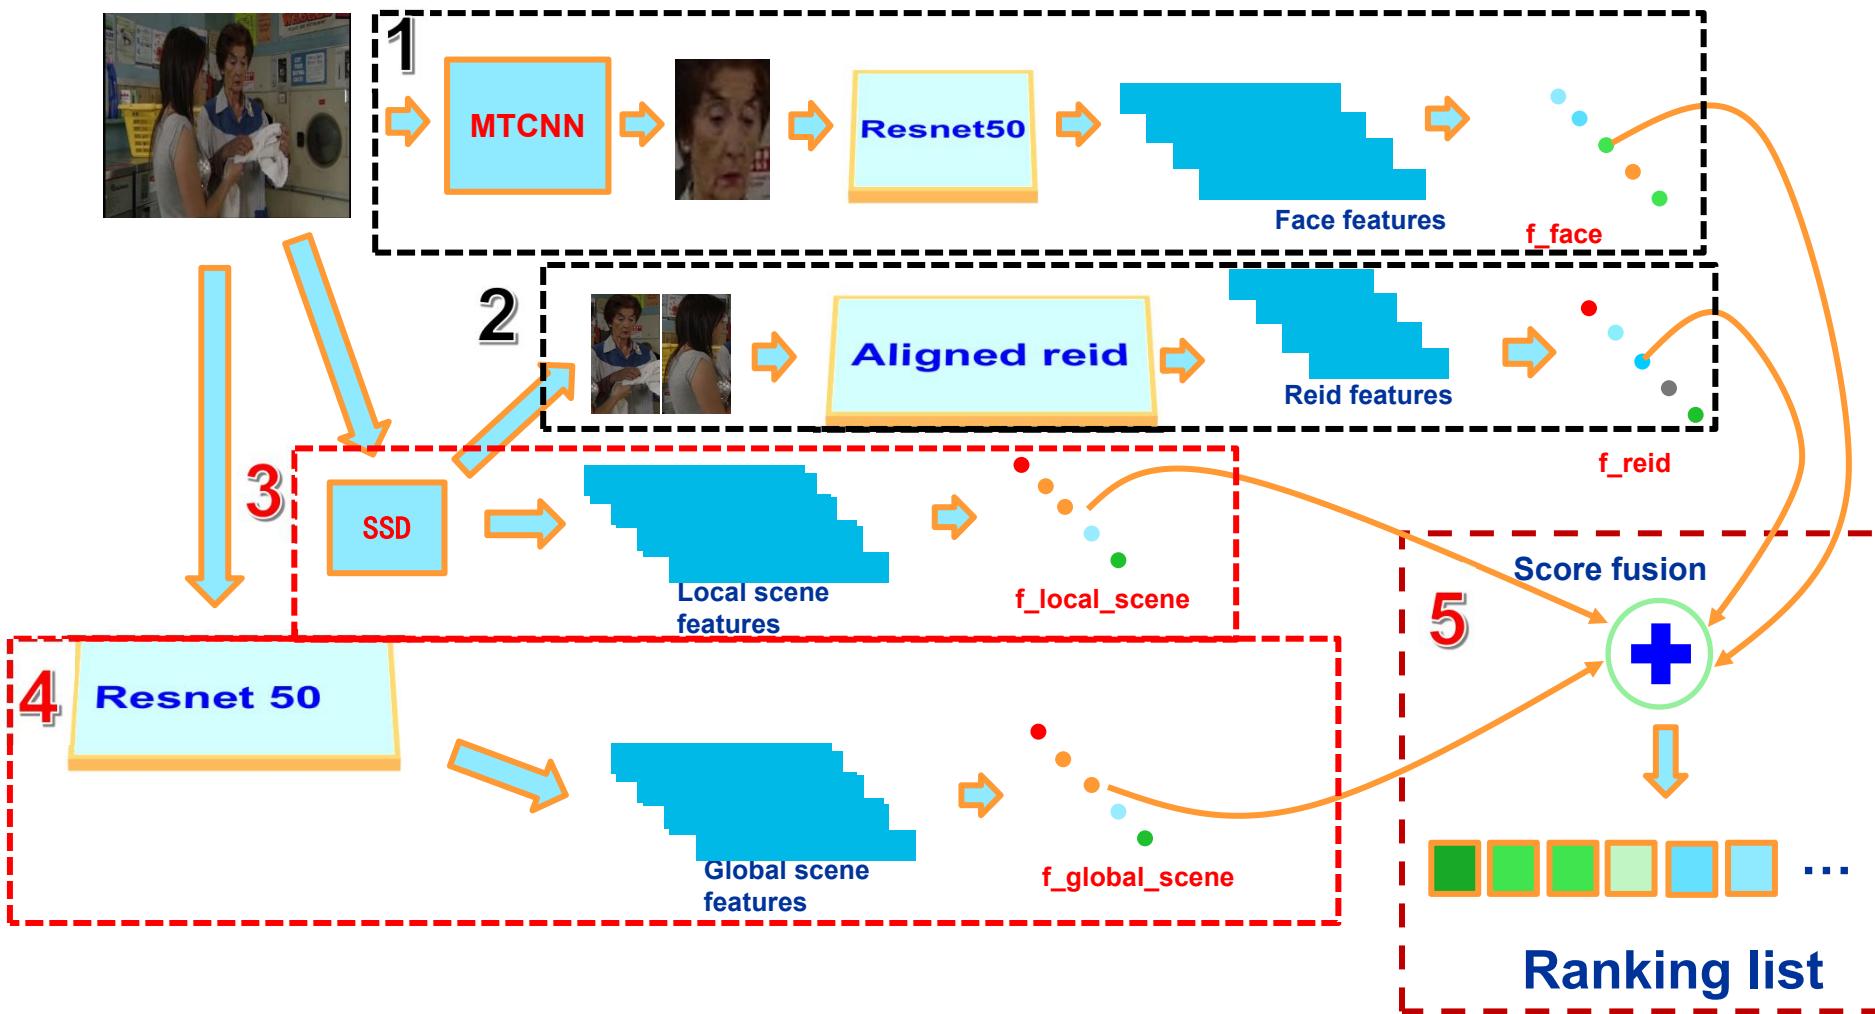 1
MTCNN
Resnet50
Face features
f_face
2
Aligned reid
Reid features
f_reid
3
SSD
Local scene
features
f_local_scene
4
Resnet 50
Global scene
features
f_global_scene
5
Score fusion
...
Ranking list